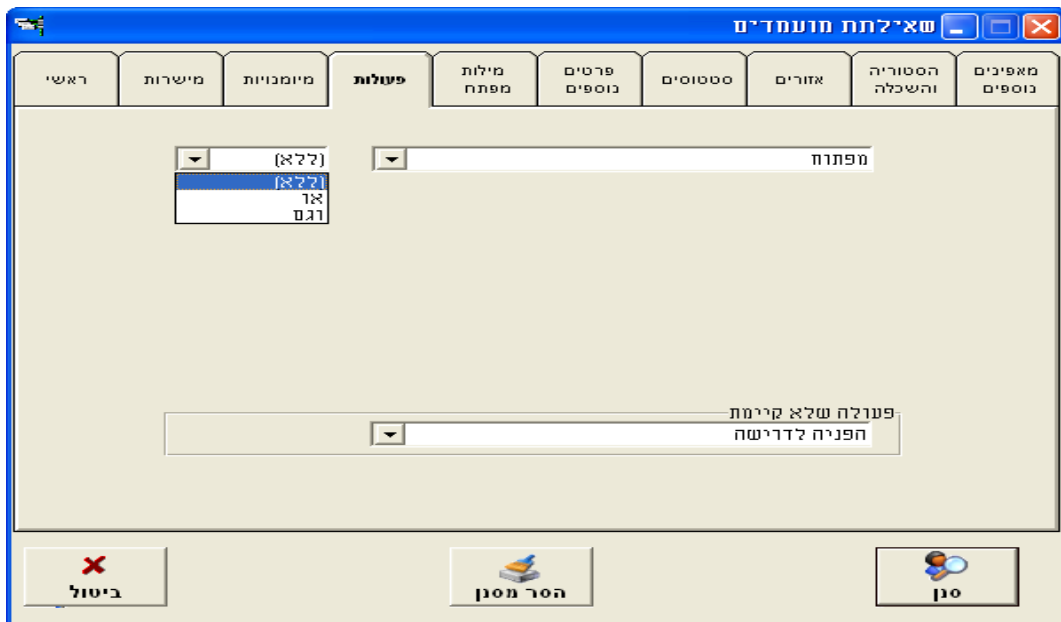 שאילתת מועמדים
מאפינים נוספים
הסטוריה והשכלה
אזורים
סטטוסים
פרטים נוספים
מילות מפתח
פעולות
מיומנויות
מישרות
ראשי
מפתוח
(ללא)
(ללא)
או
וגם
פעולה שלא קיימת
הפניה לדרישה
סנן
הסר מסנן
ביטול